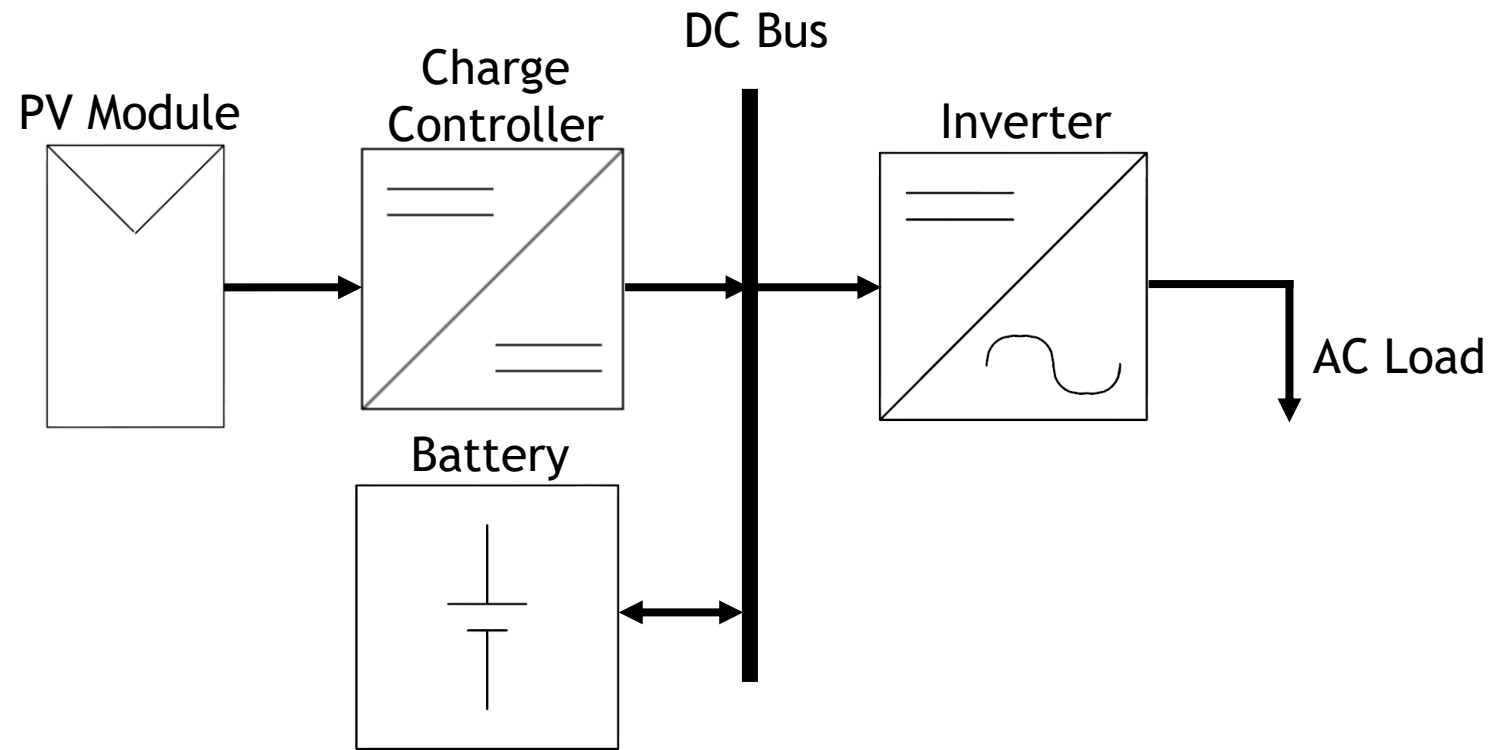 PV Module
Charge
Controller
DC Bus
Inverter
AC Load
Battery